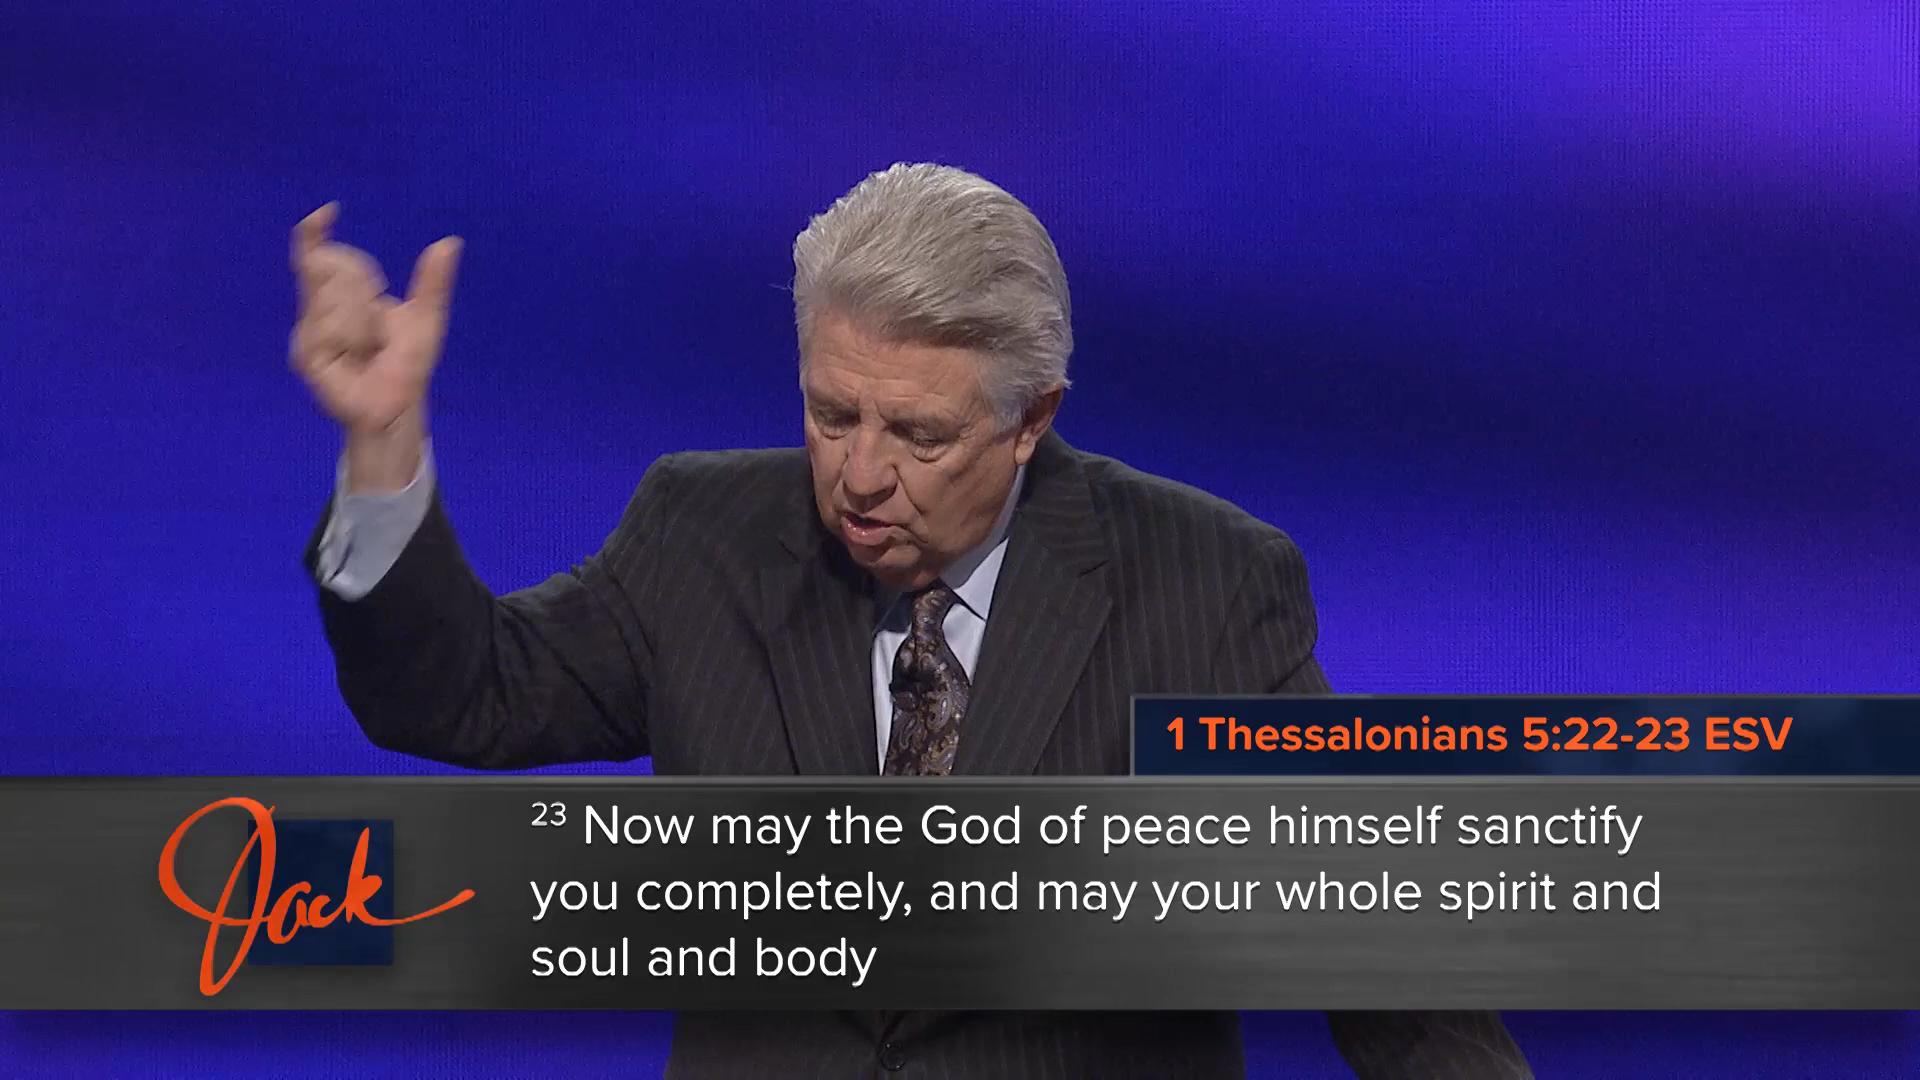 1 Thessalonians 5:22-23 ESV
Jack
23 Now may the God of peace himself sanctify
you completely, and may your whole spirit and
soul and body